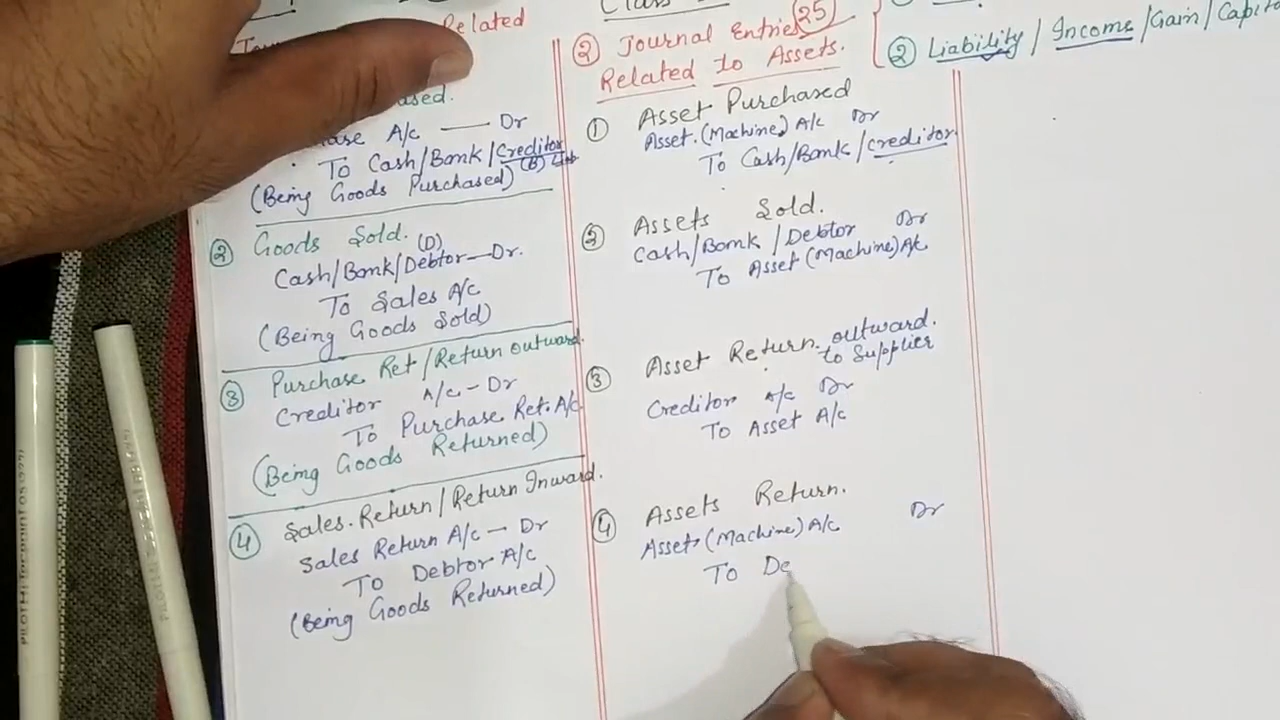 Related
ased.
A/c — Dr
To Cash/Bank/Creditor
(Being Goods Purchased)
② Goods Sold.
(D)
Cash/Bank/Debtor—Dr.
To Sales A/c
(Being Goods Sold)
③ Purchase Ret/Return outward.
Creditor A/c - Dr
To Purchase Ret. A/c
(Being Goods Returned)
④ Sales. Return/Return Inward.
Sales Return A/c — Dr
To Debtor A/c
(Being Goods Returned)
② Journal Entries 25
Related to Assets.
① Asset Purchased
Asset. (Machine) A/c Dr
To Cash/Bank/creditor.
② Assets Sold.
Cash/Bank/Debtor Dr
To Asset (Machine) A/c
③ Asset Return. outward.
to Supplier
Creditor A/c Dr
To Asset A/c
④ Assets Return.
Asset (Machine) A/c Dr
To De
② Liability/Income/Gain/Capita
PILOT Hi-Tecpoint